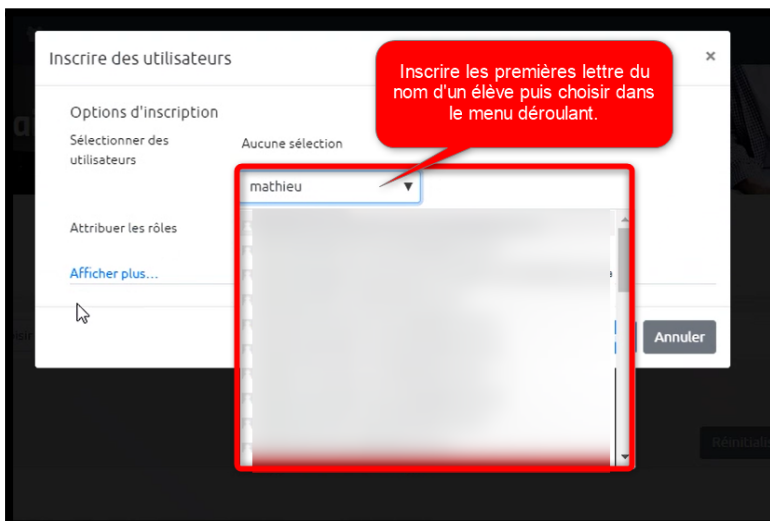 Inscrire des utilisateurs
×
Inscrire les premières lettre du
nom d'un élève puis choisir dans
le menu déroulant.
Options d'inscription
Sélectionner des
utilisateurs
Aucune sélection
mathieu
Attribuer les rôles
Afficher plus...
Annuler